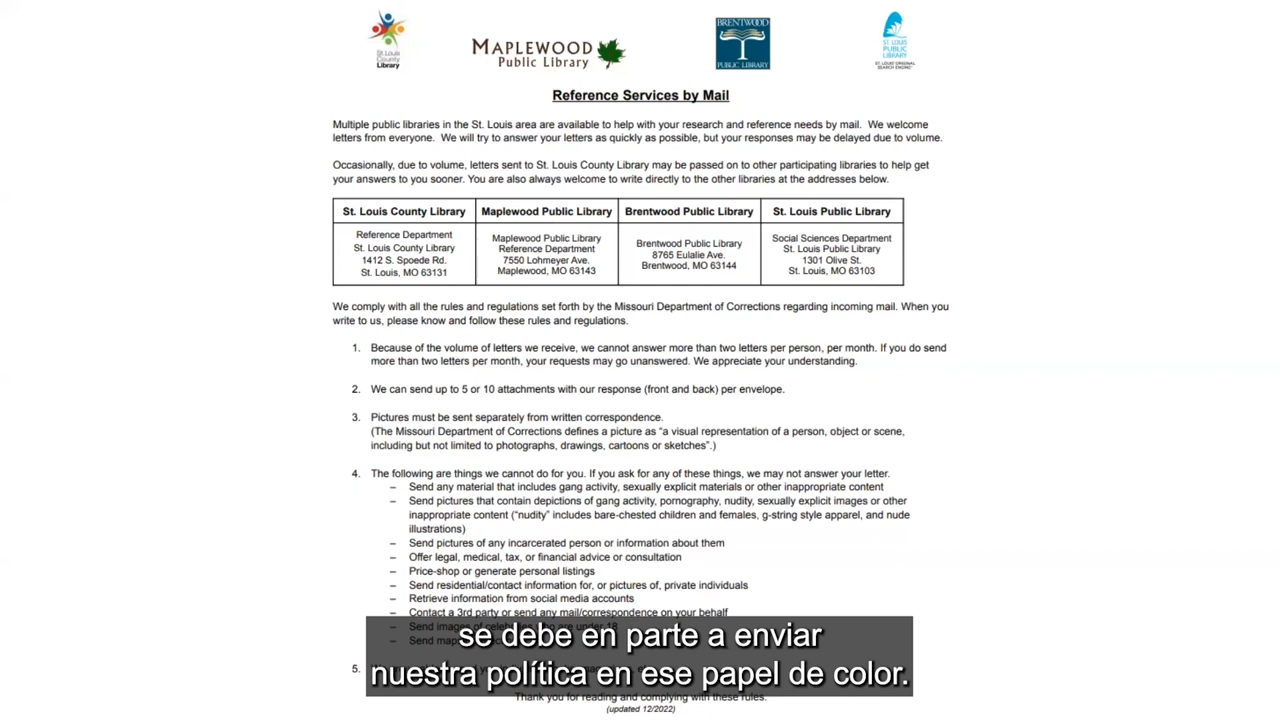 St. Louis
County
Library
MAPLEWOOD
Public Library
BRENTWOOD
PUBLIC LIBRARY
ST. LOUIS
PUBLIC
LIBRARY
ST. LOUIS' ORIGINAL
SEARCH ENGINE
Reference Services by Mail
Multiple public libraries in the St. Louis area are available to help with your research and reference needs by mail. We welcome
letters from everyone. We will try to answer your letters as quickly as possible, but your responses may be delayed due to volume.
Occasionally, due to volume, letters sent to St. Louis County Library may be passed on to other participating libraries to help get
your answers to you sooner. You are also always welcome to write directly to the other libraries at the addresses below.
St. Louis County Library
Reference Department
St. Louis County Library
1412 S. Spoede Rd.
St. Louis, MO 63131
Maplewood Public Library
Maplewood Public Library
Reference Department
7550 Lohmeyer Ave.
Maplewood, MO 63143
Brentwood Public Library
Brentwood Public Library
8765 Eulalie Ave.
Brentwood, MO 63144
St. Louis Public Library
Social Sciences Department
St. Louis Public Library
1301 Olive St.
St. Louis, MO 63103
We comply with all the rules and regulations set forth by the Missouri Department of Corrections regarding incoming mail. When you
write to us, please know and follow these rules and regulations.
1. Because of the volume of letters we receive, we cannot answer more than two letters per person, per month. If you do send
more than two letters per month, your requests may go unanswered. We appreciate your understanding.
2. We can send up to 5 or 10 attachments with our response (front and back) per envelope.
3. Pictures must be sent separately from written correspondence.
(The Missouri Department of Corrections defines a picture as “a visual representation of a person, object or scene,
including but not limited to photographs, drawings, cartoons or sketches”.)
4. The following are things we cannot do for you. If you ask for any of these things, we may not answer your letter.
– Send any material that includes gang activity, sexually explicit materials or other inappropriate content
– Send pictures that contain depictions of gang activity, pornography, nudity, sexually explicit images or other
inappropriate content (“nudity” includes bare-chested children and females, g-string style apparel, and nude
illustrations)
– Send pictures of any incarcerated person or information about them
– Offer legal, medical, tax, or financial advice or consultation
– Price-shop or generate personal listings
– Send residential/contact information for, or pictures of, private individuals
– Retrieve information from social media accounts
– Contact a 3rd party or send any mail/correspondence on your behalf
– Send images of celebrities who are under 18
– Send
5.
se debe en parte a enviar
nuestra política en ese papel de color.
Thank you for reading and complying with these rules.
(updated 12/2022)